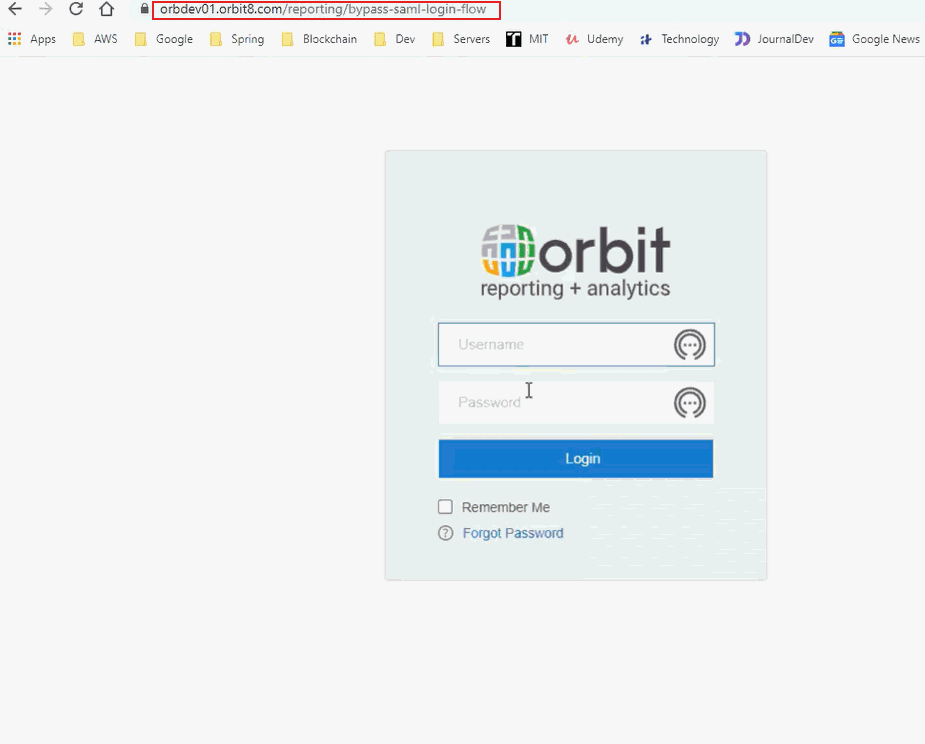 orbdev01.orbit8.com/reporting/bypass-saml-login-flow
Apps AWS Google Spring Blockchain Dev Servers MIT Udemy Technology JournalDev Google News
orbit
reporting + analytics
Username
Password
Login
Remember Me
? Forgot Password